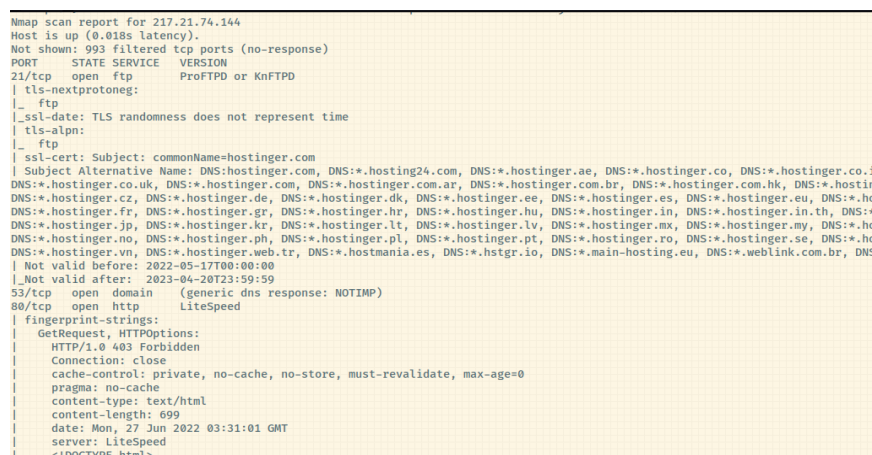 Nmap scan report for 217.21.74.144
Host is up (0.018s latency).
Not shown: 993 filtered tcp ports (no-response)
PORT      STATE SERVICE   VERSION
21/tcp   open  ftp       ProFTPD or KnFTPD
| tls-nextprotoneg:
|_  ftp
|_ssl-date: TLS randomness does not represent time
| tls-alpn:
|_  ftp
| ssl-cert: Subject: commonName=hostinger.com
| Subject Alternative Name: DNS:hostinger.com, DNS:*.hosting24.com, DNS:*.hostinger.ae, DNS:*.hostinger.co, DNS:*.hostinger.co.i
DNS:*.hostinger.co.uk, DNS:*.hostinger.com, DNS:*.hostinger.com.ar, DNS:*.hostinger.com.br, DNS:*.hostinger.com.hk, DNS:*.hostin
DNS:*.hostinger.cz, DNS:*.hostinger.de, DNS:*.hostinger.dk, DNS:*.hostinger.ee, DNS:*.hostinger.es, DNS:*.hostinger.eu, DNS:*.ho
DNS:*.hostinger.fr, DNS:*.hostinger.gr, DNS:*.hostinger.hr, DNS:*.hostinger.hu, DNS:*.hostinger.in, DNS:*.hostinger.in.th, DNS:*
DNS:*.hostinger.jp, DNS:*.hostinger.kr, DNS:*.hostinger.lt, DNS:*.hostinger.lv, DNS:*.hostinger.mx, DNS:*.hostinger.my, DNS:*.ho
DNS:*.hostinger.no, DNS:*.hostinger.ph, DNS:*.hostinger.pl, DNS:*.hostinger.pt, DNS:*.hostinger.ro, DNS:*.hostinger.se, DNS:*.ho
DNS:*.hostinger.vn, DNS:*.hostinger.web.tr, DNS:*.hostmania.es, DNS:*.hstgr.io, DNS:*.main-hosting.eu, DNS:*.weblink.com.br, DNS
| Not valid before: 2022-05-17T00:00:00
|_Not valid after:  2023-04-20T23:59:59
53/tcp   open  domain    (generic dns response: NOTIMP)
80/tcp   open  http      LiteSpeed
| fingerprint-strings:
|   GetRequest, HTTPOptions:
|     HTTP/1.0 403 Forbidden
|     Connection: close
|     cache-control: private, no-cache, no-store, must-revalidate, max-age=0
|     pragma: no-cache
|     content-type: text/html
|     content-length: 699
|     date: Mon, 27 Jun 2022 03:31:01 GMT
|     server: LiteSpeed
|     <!DOCTYPE html>